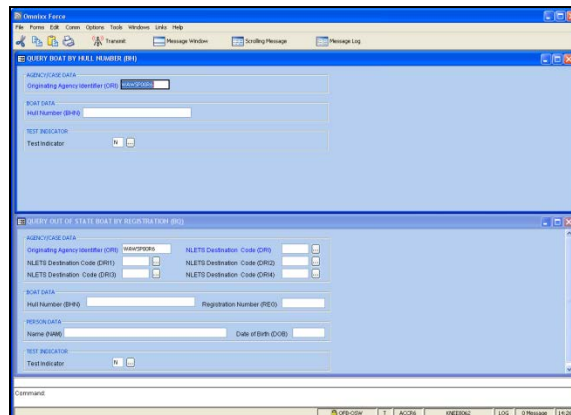 Omnixx Force
File Forms Edit Comm Options Tools Windows Links Help
Transmit Message Window Scrolling Message Message Log
QUERY BOAT BY HULL NUMBER (BH)
AGENCY/CASE DATA
Originating Agency Identifier (ORI)
BOAT DATA
Hull Number (BHN)
TEST INDICATOR
Test Indicator N ...
QUERY OUT OF STATE BOAT BY REGISTRATION (BQ)
AGENCY/CASE DATA
Originating Agency Identifier (ORI) NLETS Destination Code (DRI) ...
NLETS Destination Code (DRI1) ... NLETS Destination Code (DRI2) ...
NLETS Destination Code (DRI3) ... NLETS Destination Code (DRI4) ...
BOAT DATA
Hull Number (BHN) Registration Number (REG)
PERSON DATA
Name (NAM) Date of Birth (DOB)
TEST INDICATOR
Test Indicator N ...
Command:
OFD-OSW T ACCR6 LOG 0 Message